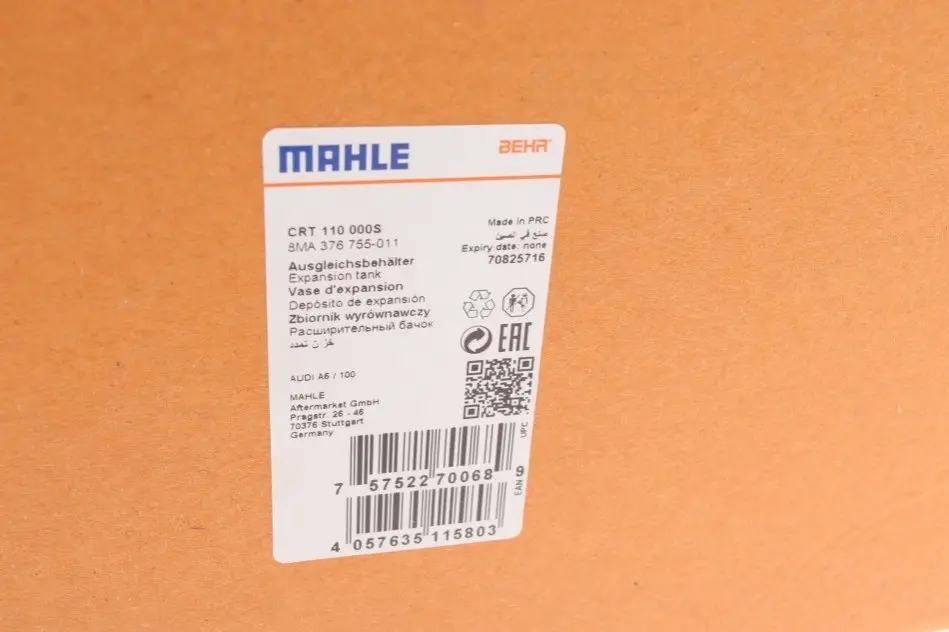 MAHLE
BEHR
CRT 110 000S
8MA 376 755-011
Ausgleichsbehälter
Expansion tank
Vase d'expansion
Depósito de expansión
Zbiornik wyrównawczy
Расширительный бачок
خزان تمدد
Made in PRC
صنع في الصين
Expiry date: none
70825716
EAC
AUDI A6 / 100
MAHLE
Aftermarket GmbH
Pragstr. 26 - 46
70376 Stuttgart
Germany
UPC
7 57522 70068 9
EAN
4 057635 115803